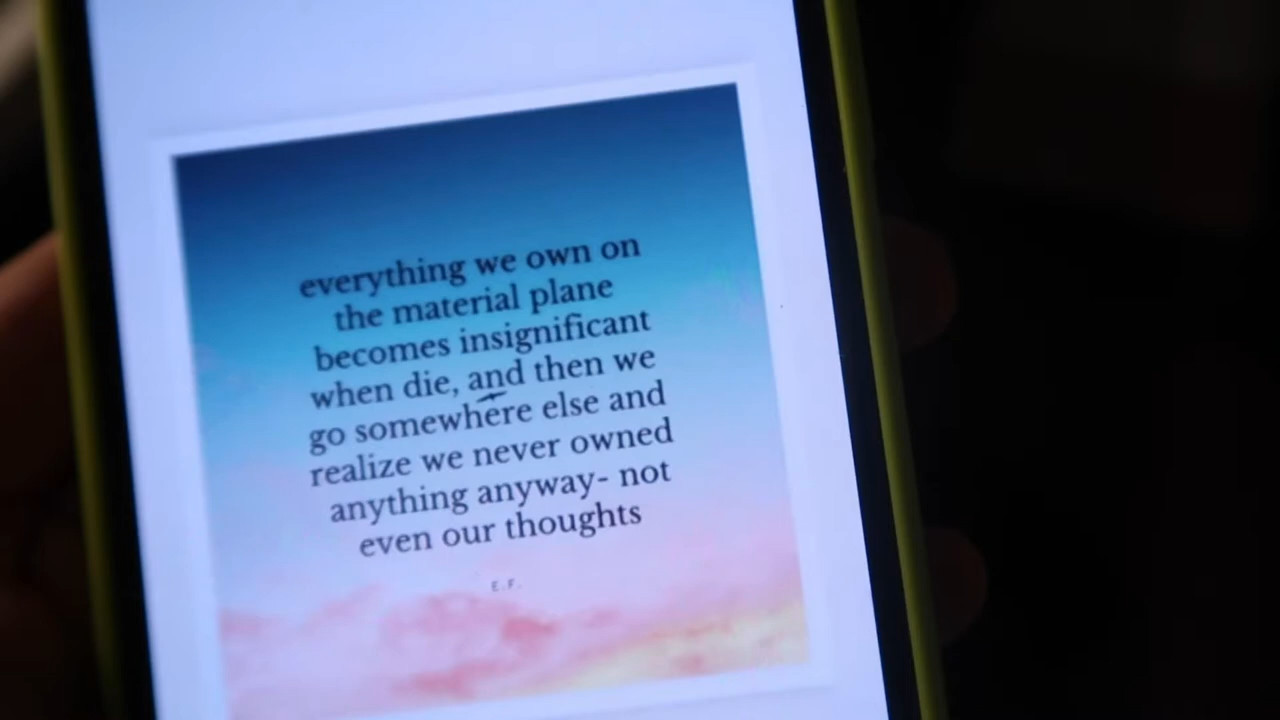 everything we own on
the material plane
becomes insignificant
when die, and then we
go somewhere else and
realize we never owned
anything anyway- not
even our thoughts
E.F.